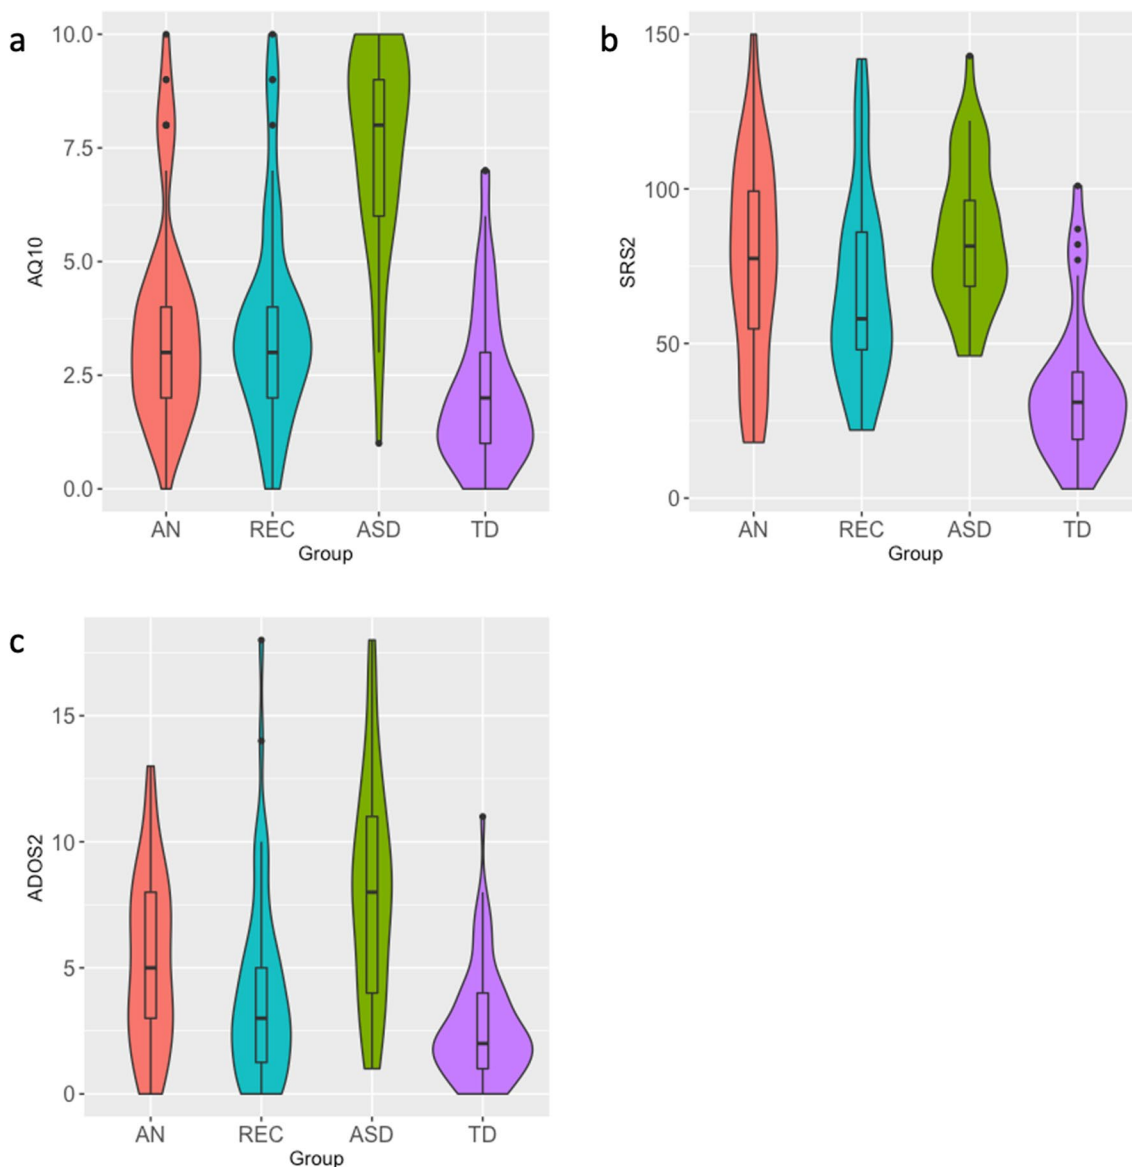 a
10.0
7.5
5.0
2.5
0.0
AQ10
AN REC ASD TD
Group
b
150
100
50
0
SRS2
AN REC ASD TD
Group
c
15
10
5
0
ADOS2
AN REC ASD TD
Group